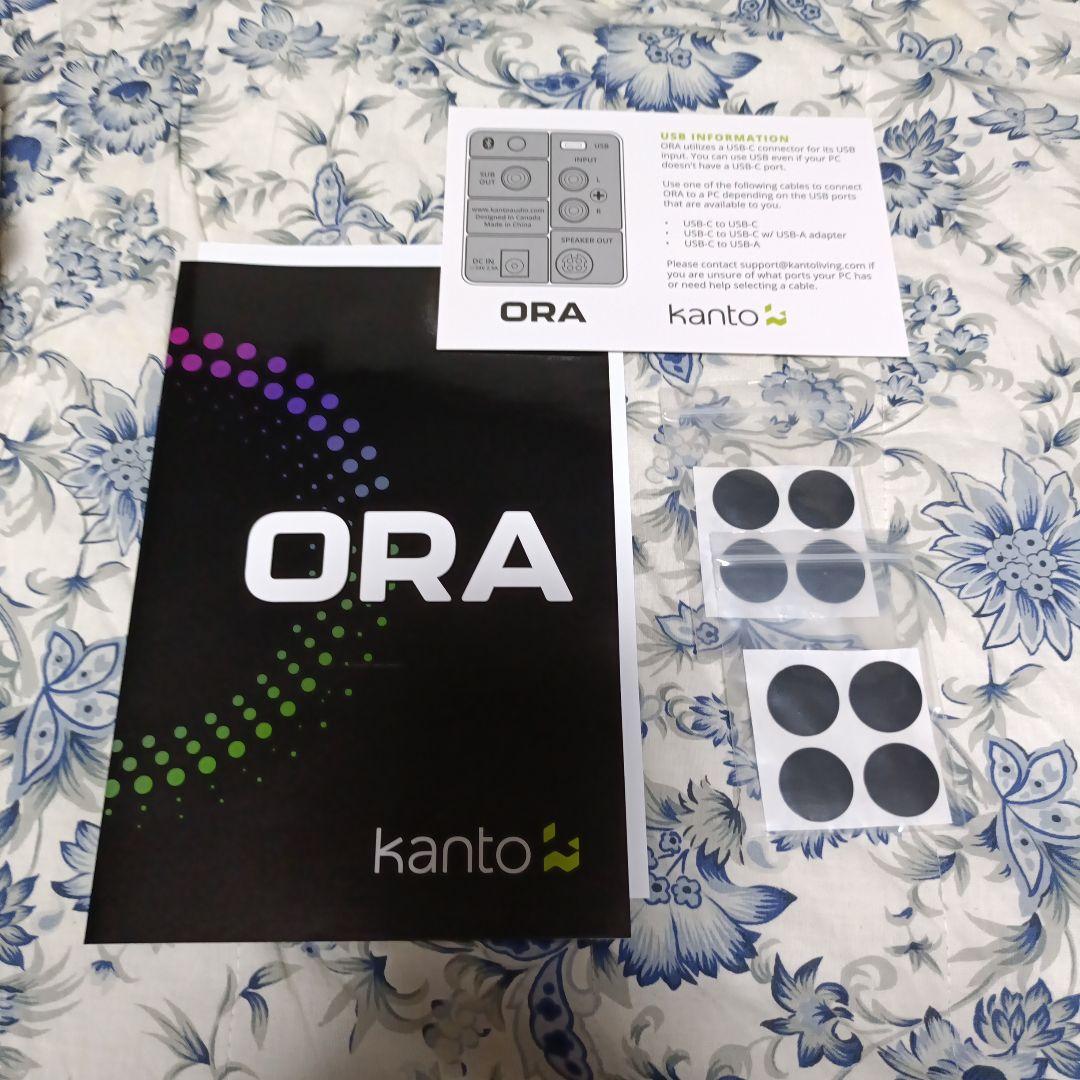 USB
INPUT
SUB
OUT
L
R
www.kantoaudio.com
Designed in Canada
Made in China
SPEAKER OUT
DC IN
ORA
USB INFORMATION
ORA utilizes a USB-C connector for its USB
input. You can use USB even if your PC
doesn't have a USB-C port.
Use one of the following cables to connect
ORA to a PC depending on the USB ports
that are available to you.
• USB-C to USB-C
• USB-C to USB-C w/ USB-A adapter
• USB-C to USB-A
Please contact support@kantoliving.com if
you are unsure of what ports your PC has
or need help selecting a cable.
kanto
ORA
kanto